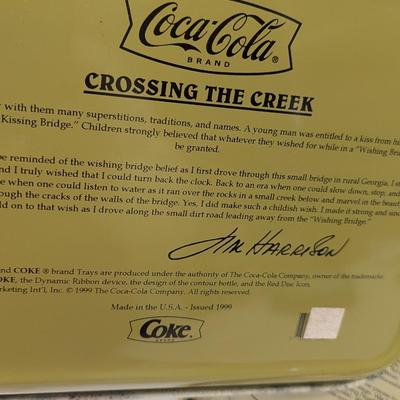 Coca-Cola ®
BRAND
CROSSING THE CREEK
with them many superstitions, traditions, and names. A young man was entitled to a kiss from his
Kissing Bridge." Children strongly believed that whatever they wished for while in a "Wishing
be granted.
be reminded of the wishing bridge belief as I first drove through this small bridge in rural Georgia. I
nd I truly wished that I could turn back the clock. Back to an era when one could slow down, stop, and
e when one could listen to water as it ran over the rocks in a small creek below and marvel in the beauty
ough the cracks of the walls of the bridge. Yes, I did make such a childish wish. I made it strong and
ld on to that wish as I drove along the small dirt road leading away from the "Wishing Bridge."
Jim Harrison
nd COKE ® brand Trays are produced under the authority of The Coca-Cola Company, owner of the trademarks
OKE, the Dynamic Ribbon device, the design of the contour bottle, and the Red Disc Icon.
arketing Int'l, Inc. © 1999 The Coca-Cola Company. All rights reserved.
Made in the U.S.A. - Issued 1999
Coke
BRAND